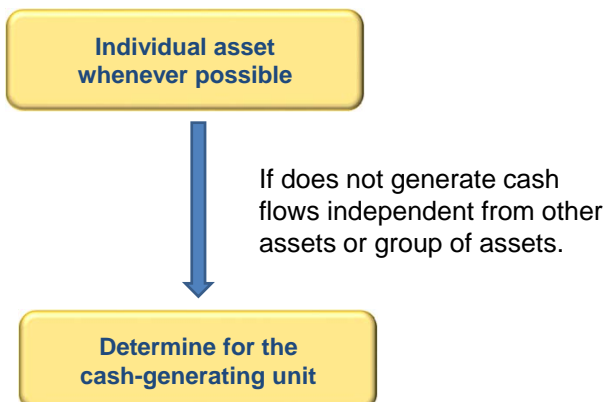 Individual asset
whenever possible
If does not generate cash
flows independent from other
assets or group of assets.
Determine for the
cash-generating unit